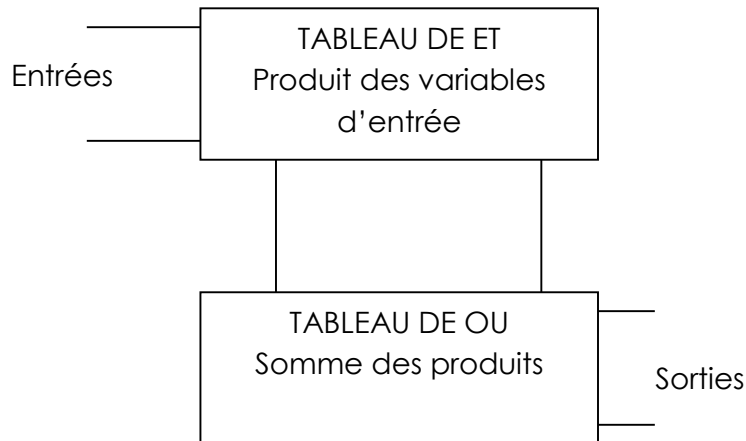 TABLEAU DE ET
Produit des variables
d’entrée
Entrées
TABLEAU DE OU
Somme des produits
Sorties